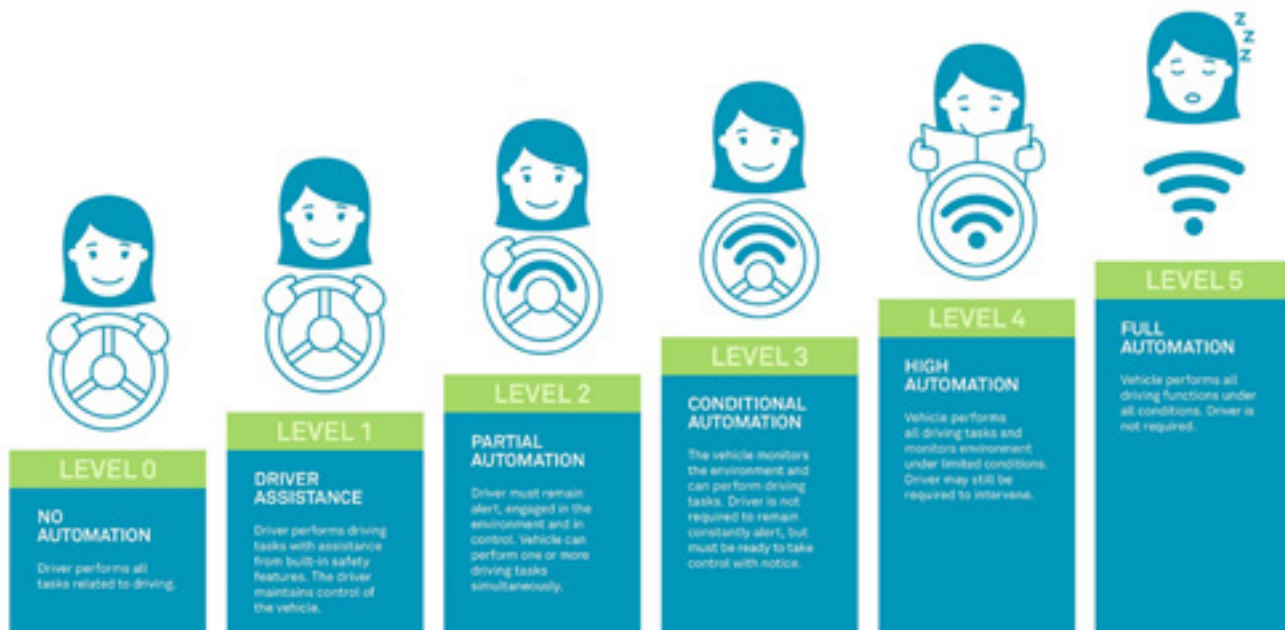 LEVEL 0
NO
AUTOMATION
Driver performs all
tasks related to driving.
LEVEL 1
DRIVER
ASSISTANCE
Driver performs driving
tasks with assistance
from built-in safety
features. The driver
maintains control of
the vehicle.
LEVEL 2
PARTIAL
AUTOMATION
Driver must remain
alert, engaged in the
environment and in
control. Vehicle can
perform one or more
driving tasks
simultaneously.
LEVEL 3
CONDITIONAL
AUTOMATION
The vehicle monitors
the environment and
can perform driving
tasks. Driver is not
required to remain
constantly alert, but
must be ready to take
control with notice.
LEVEL 4
HIGH
AUTOMATION
Vehicle performs
all driving tasks and
monitors environment
under limited conditions.
Driver may still be
required to intervene.
z
z
z
LEVEL 5
FULL
AUTOMATION
Vehicle performs all
driving functions under
all conditions. Driver is
not required.